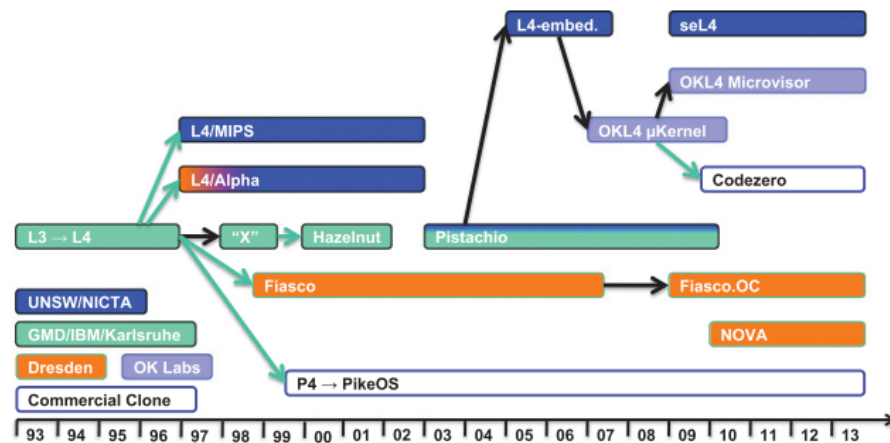 L4-embed.
seL4
OKL4 Microvisor
L4/MIPS
OKL4 µKernel
L4/Alpha
Codezero
L3 → L4
“X”
Hazelnut
Pistachio
Fiasco
Fiasco.OC
UNSW/NICTA
GMD/IBM/Karlsruhe
NOVA
Dresden
OK Labs
P4 → PikeOS
Commercial Clone
93 94 95 96 97 98 99 00 01 02 03 04 05 06 07 08 09 10 11 12 13